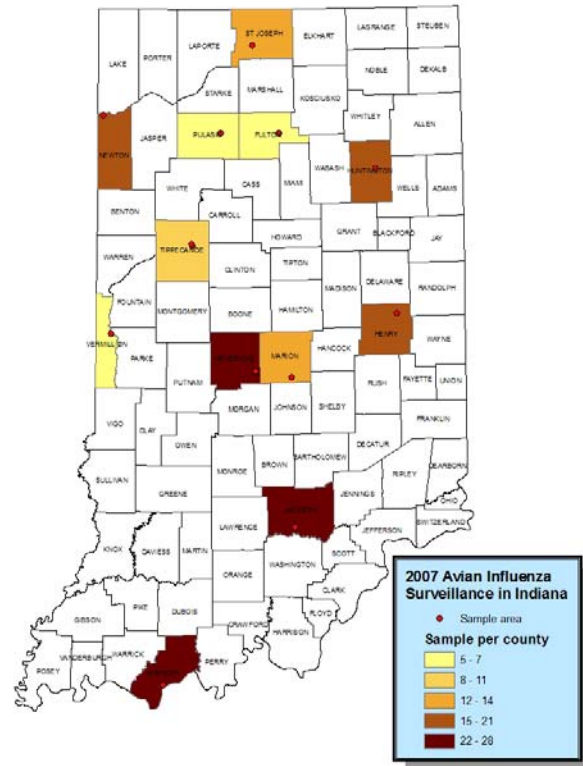 ST JOSEPH
ELKHART
LAGRANGE
STEUBEN
LAKE
PORTER
LAPORTE
NOBLE
DEKALB
STARKE
MARSHALL
KOSCIUSKO
WHITLEY
ALLEN
NEWTON
JASPER
PULASKI
FULTON
WABASH
HUNTINGTON
WELLS
ADAMS
WHITE
CASS
MIAMI
BENTON
CARROLL
GRANT
BLACKFORD
JAY
HOWARD
TIPPECANOE
WARREN
CLINTON
TIPTON
MADISON
DELAWARE
RANDOLPH
FOUNTAIN
MONTGOMERY
BOONE
HAMILTON
HENRY
WAYNE
VERMILLION
PARKE
MARION
HANCOCK
PUTNAM
RUSH
FAYETTE
UNION
MORGAN
JOHNSON
SHELBY
VIGO
CLAY
OWEN
FRANKLIN
DECATUR
MONROE
BROWN
BARTHOLOMEW
RIPLEY
DEARBORN
SULLIVAN
GREENE
JENNINGS
OHIO
LAWRENCE
JEFFERSON
SWITZERLAND
KNOX
DAVIESS
MARTIN
SCOTT
WASHINGTON
ORANGE
CLARK
PIKE
DUBOIS
GIBSON
CRAWFORD
FLOYD
HARRISON
POSEY
VANDERBURGH
WARRICK
PERRY
2007 Avian Influenza
Surveillance in Indiana
Sample area
Sample per county
5 - 7
8 - 11
12 - 14
15 - 21
22 - 28